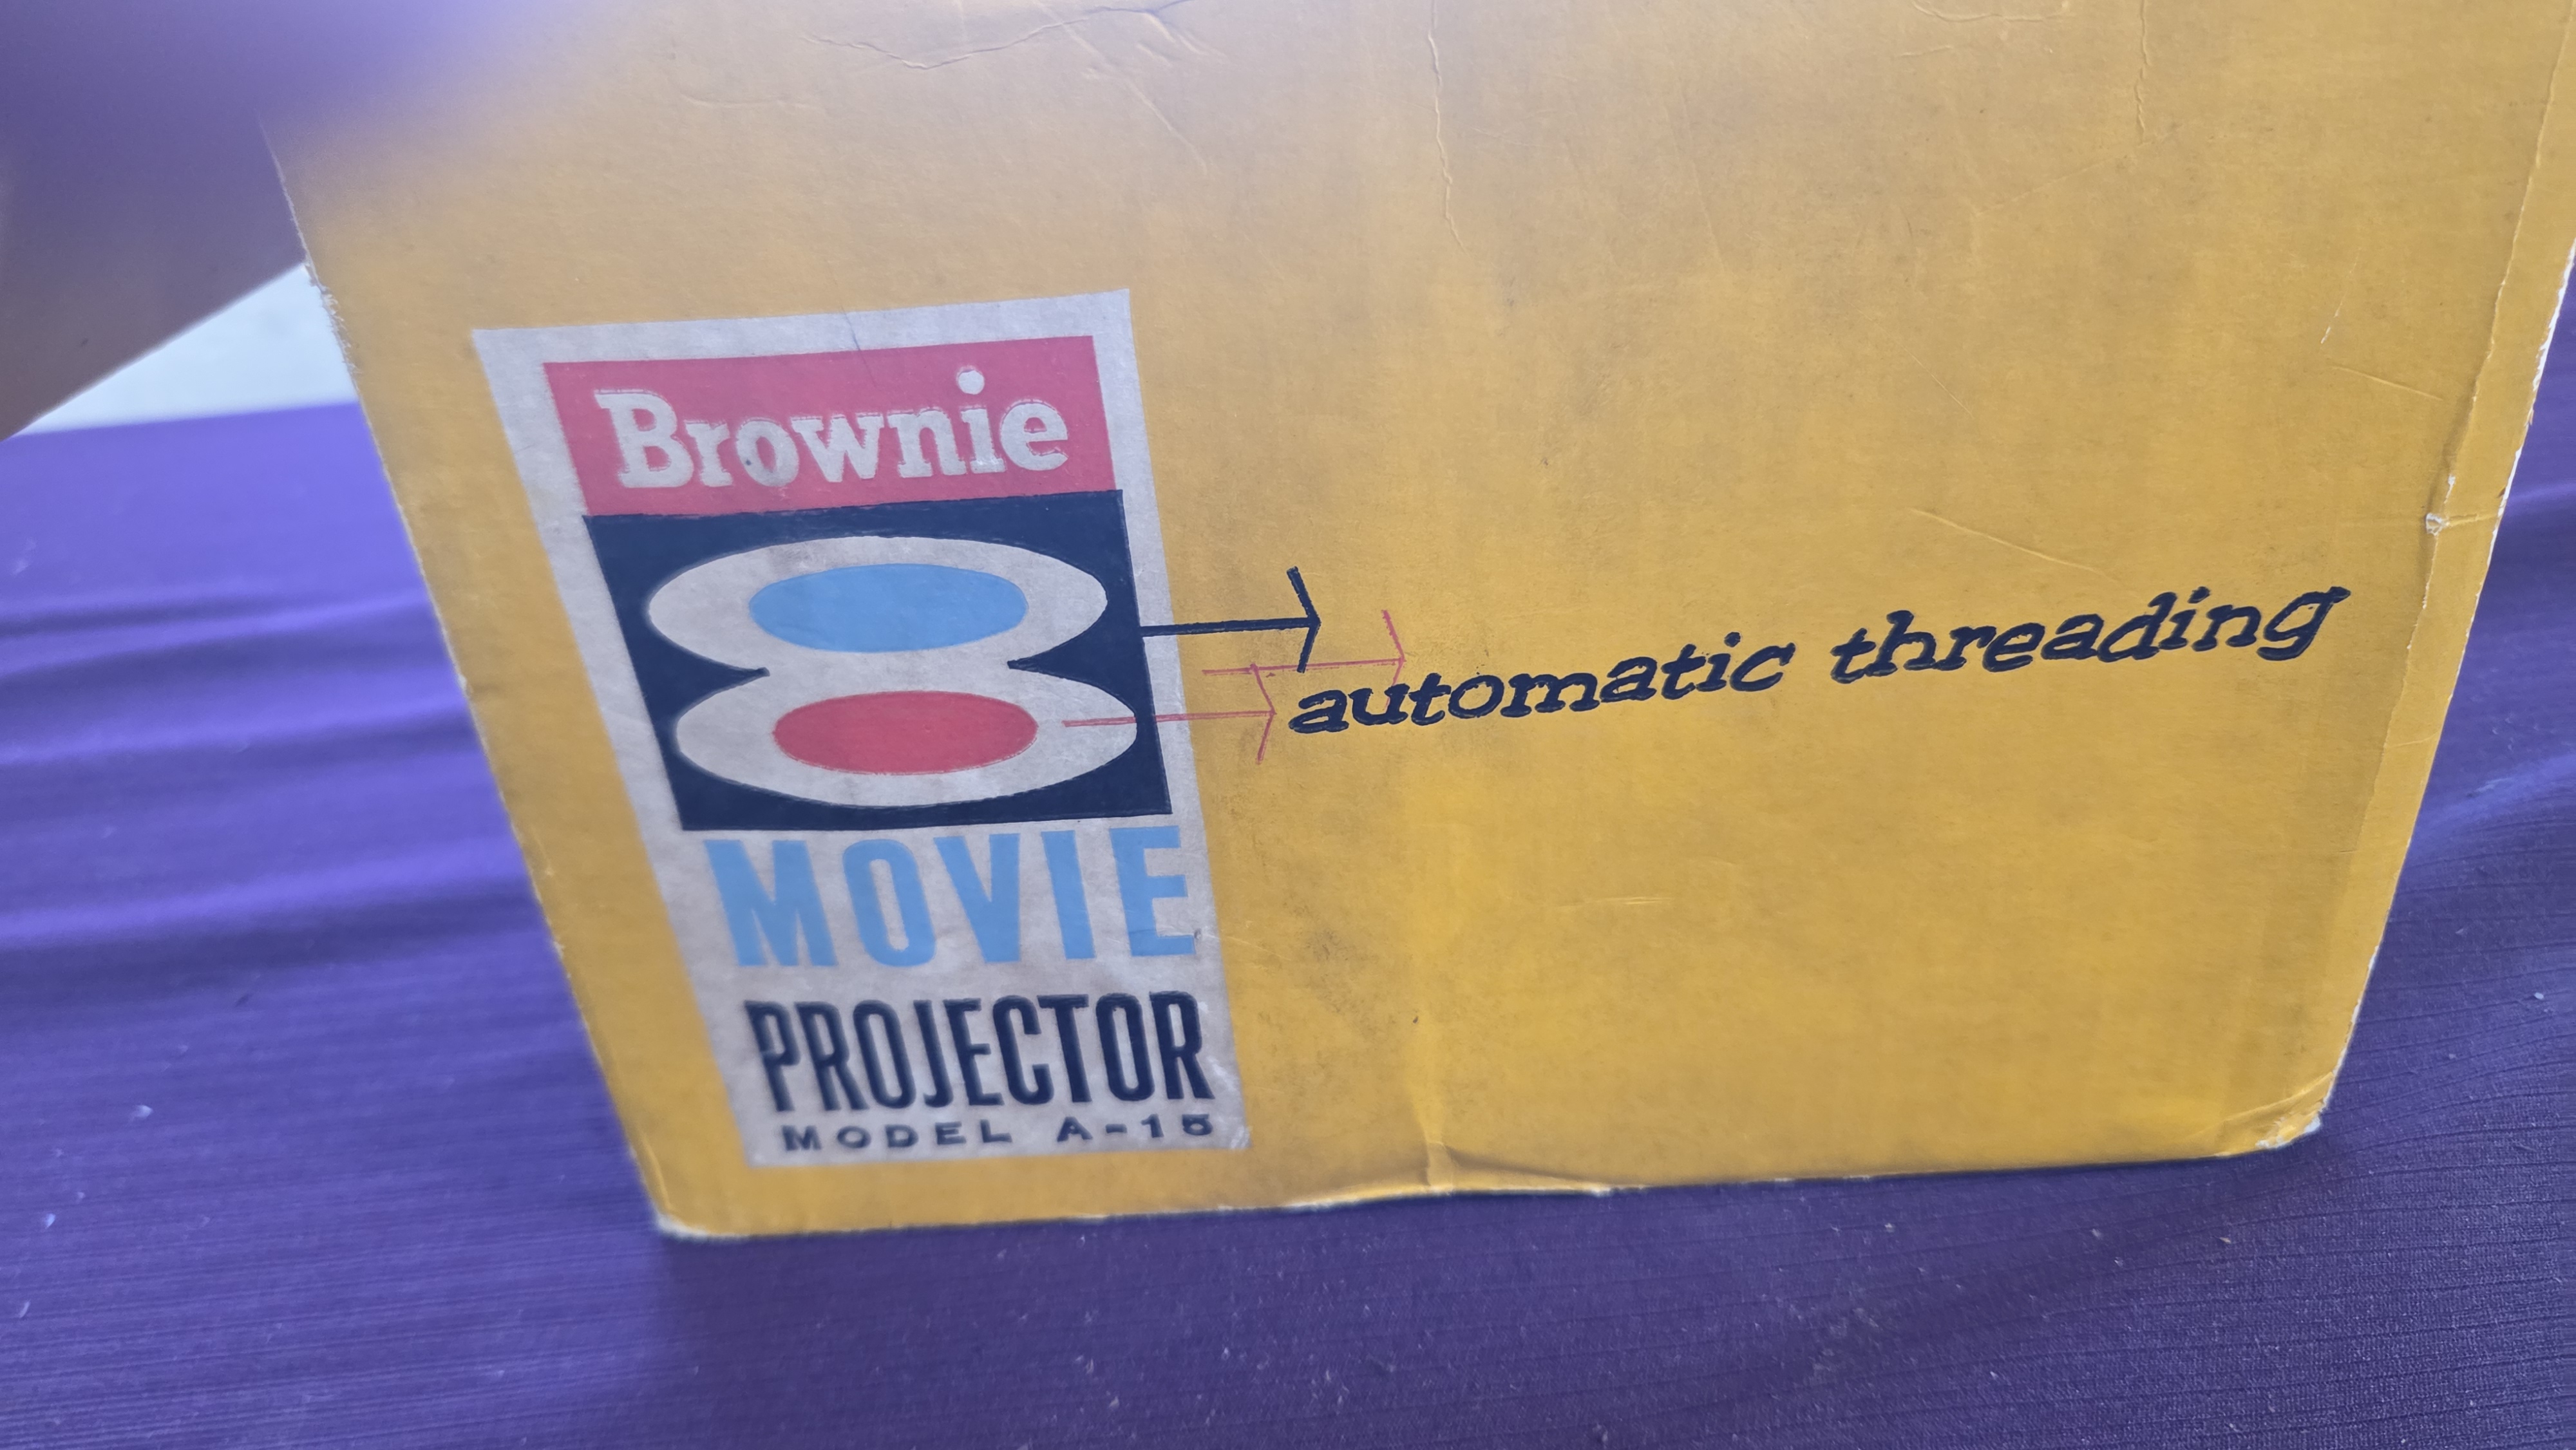 Brownie
8
MOVIE
PROJECTOR
MODEL A-15
automatic threading